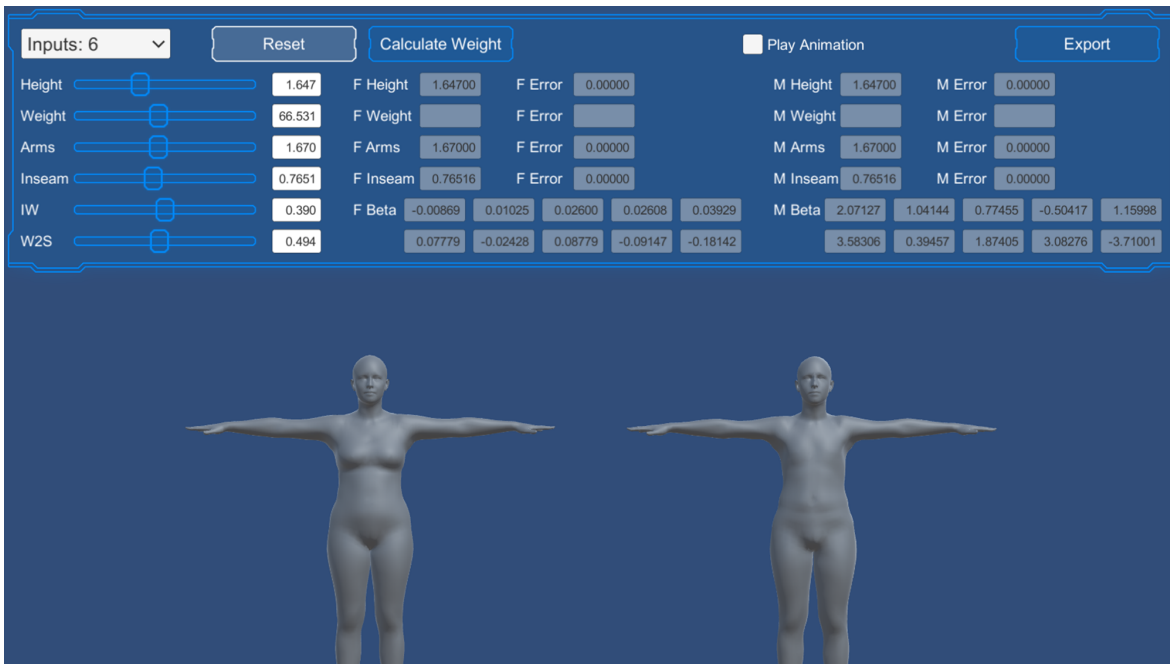 Inputs: 6 Reset Calculate Weight Play Animation Export
Height 1.647 F Height 1.64700 F Error 0.00000 M Height 1.64700 M Error 0.00000
Weight 66.531 F Weight F Error M Weight M Error
Arms 1.670 F Arms 1.67000 F Error 0.00000 M Arms 1.67000 M Error 0.00000
Inseam 0.7651 F Inseam 0.76516 F Error 0.00000 M Inseam 0.76516 M Error 0.00000
IW 0.390 F Beta -0.00869 0.01025 0.02600 0.02608 0.03929 M Beta 2.07127 1.04144 0.77455 -0.50417 1.15998
W2S 0.494 0.07779 -0.02428 0.08779 -0.09147 -0.18142 3.58306 0.39457 1.87405 3.08276 -3.71001